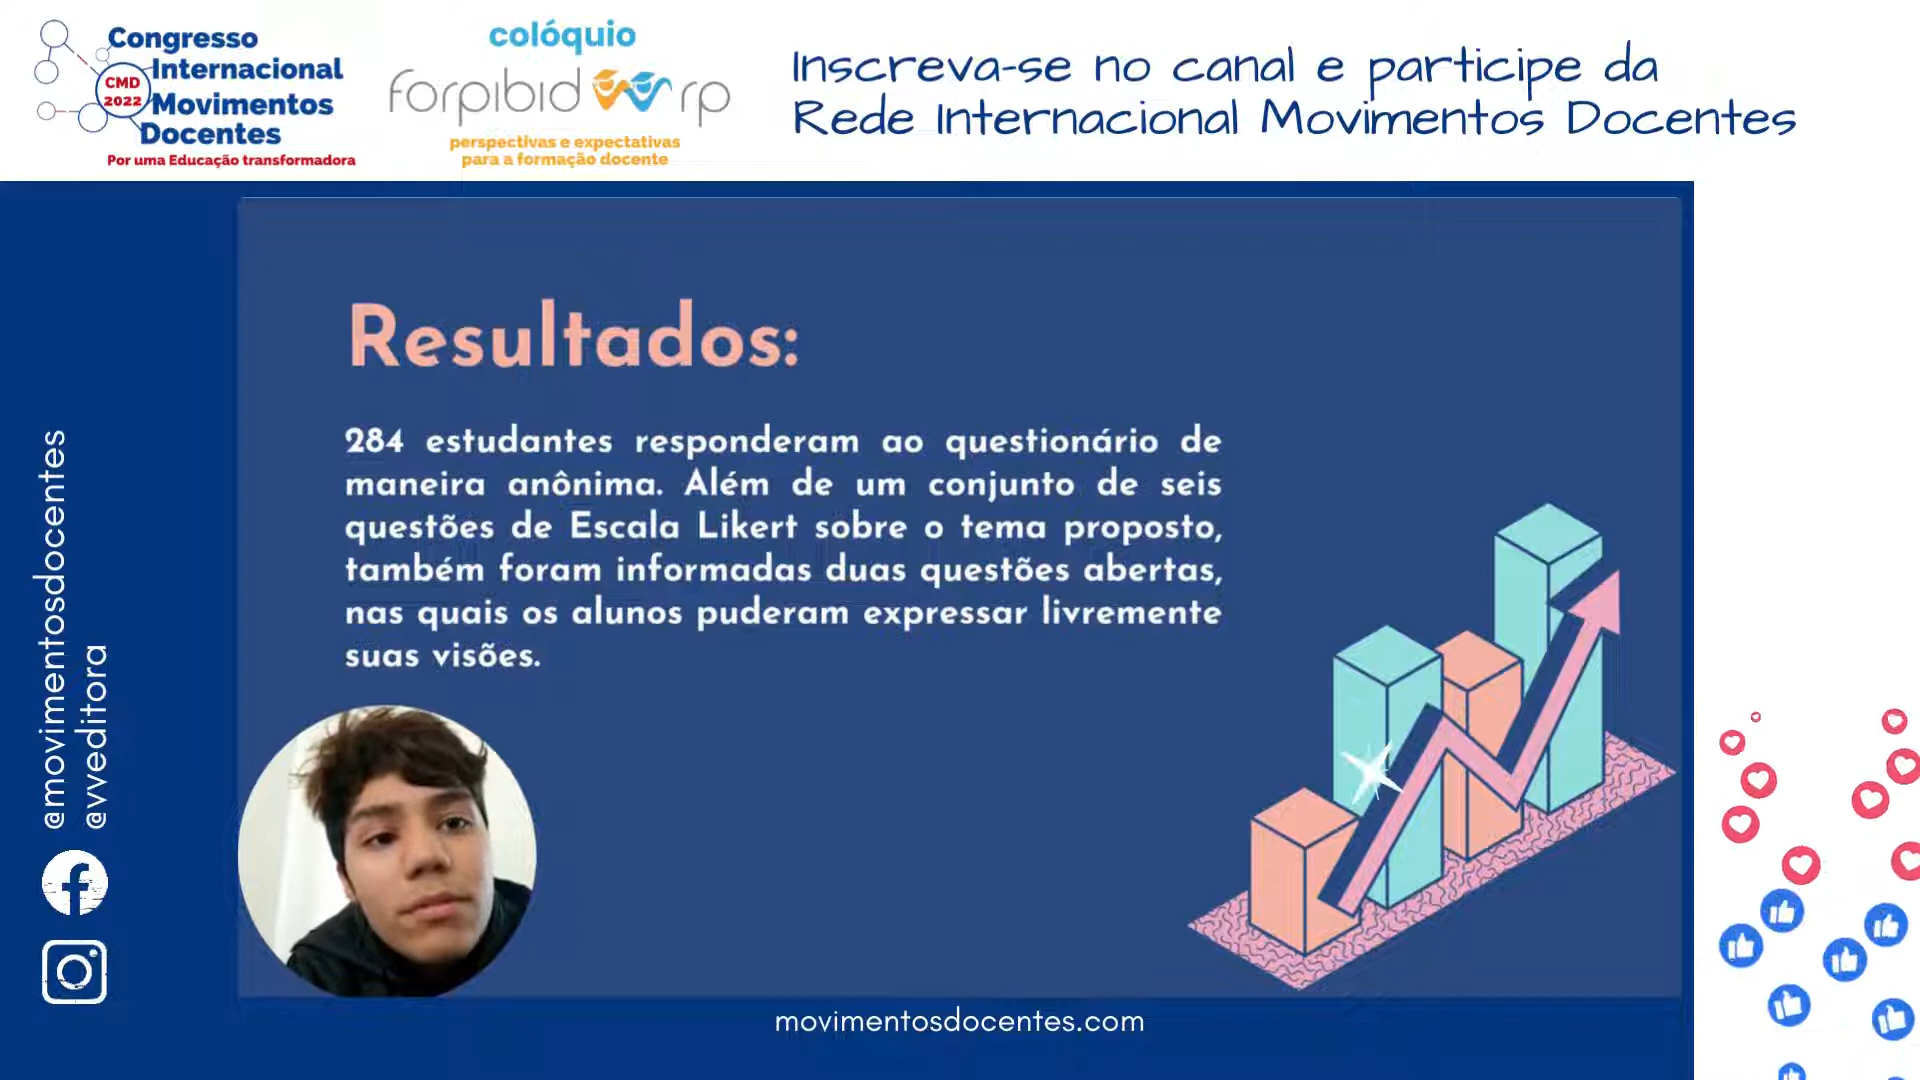 Congresso
Internacional
CMD
2022
Movimentos
Docentes
Por uma Educação transformadora
colóquio
forpibid rp
perspectivas e expectativas
para a formação docente
Inscreva-se no canal e participe da
Rede Internacional Movimentos Docentes
Resultados:
284 estudantes responderam ao questionário de
maneira anônima. Além de um conjunto de seis
questões de Escala Likert sobre o tema proposto,
também foram informadas duas questões abertas,
nas quais os alunos puderam expressar livremente
suas visões.
@movimentosdocentes
@vveditora
movimentosdocentes.com